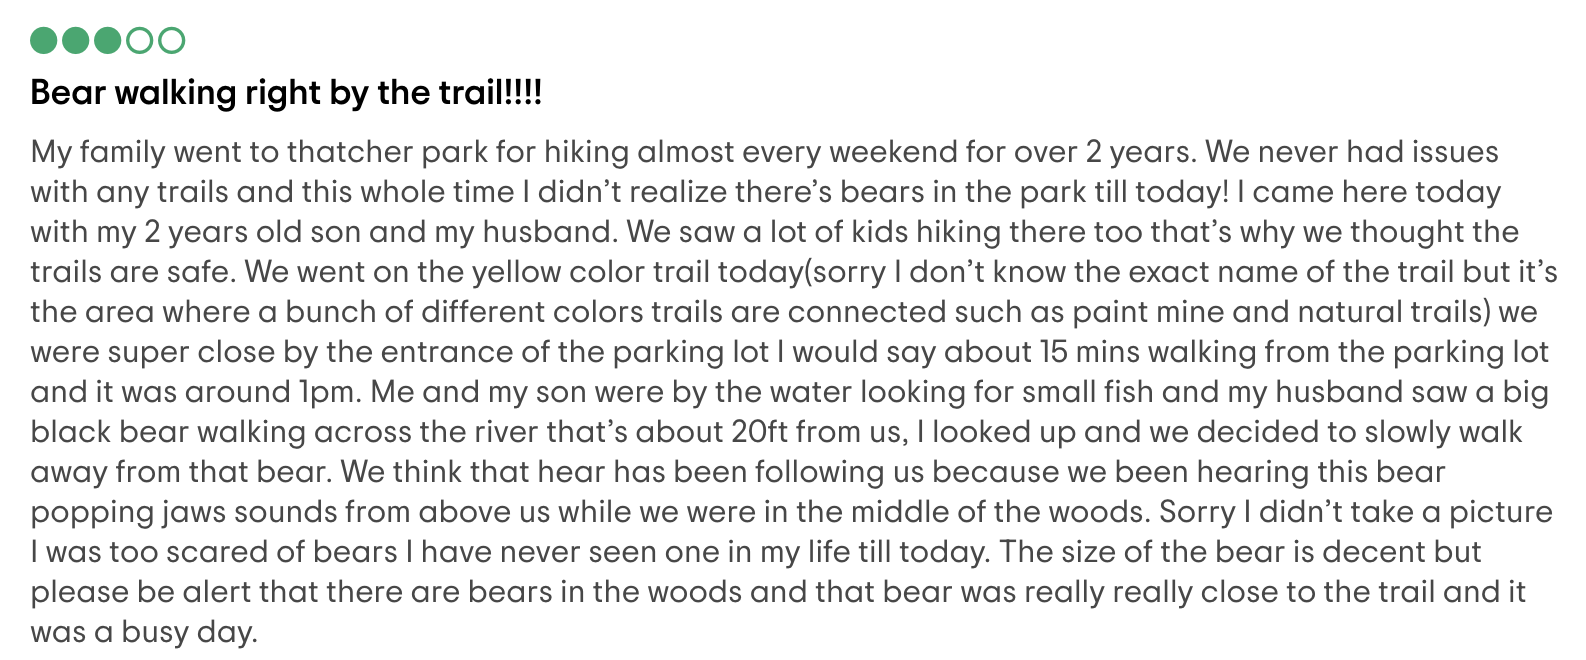 Bear walking right by the trail!!!!
My family went to thatcher park for hiking almost every weekend for over 2 years. We never had issues
with any trails and this whole time I didn’t realize there’s bears in the park till today! I came here today
with my 2 years old son and my husband. We saw a lot of kids hiking there too that’s why we thought the
trails are safe. We went on the yellow color trail today(sorry I don’t know the exact name of the trail but it’s
the area where a bunch of different colors trails are connected such as paint mine and natural trails) we
were super close by the entrance of the parking lot I would say about 15 mins walking from the parking lot
and it was around 1pm. Me and my son were by the water looking for small fish and my husband saw a big
black bear walking across the river that’s about 20ft from us, I looked up and we decided to slowly walk
away from that bear. We think that hear has been following us because we been hearing this bear
popping jaws sounds from above us while we were in the middle of the woods. Sorry I didn’t take a picture
I was too scared of bears I have never seen one in my life till today. The size of the bear is decent but
please be alert that there are bears in the woods and that bear was really really close to the trail and it
was a busy day.